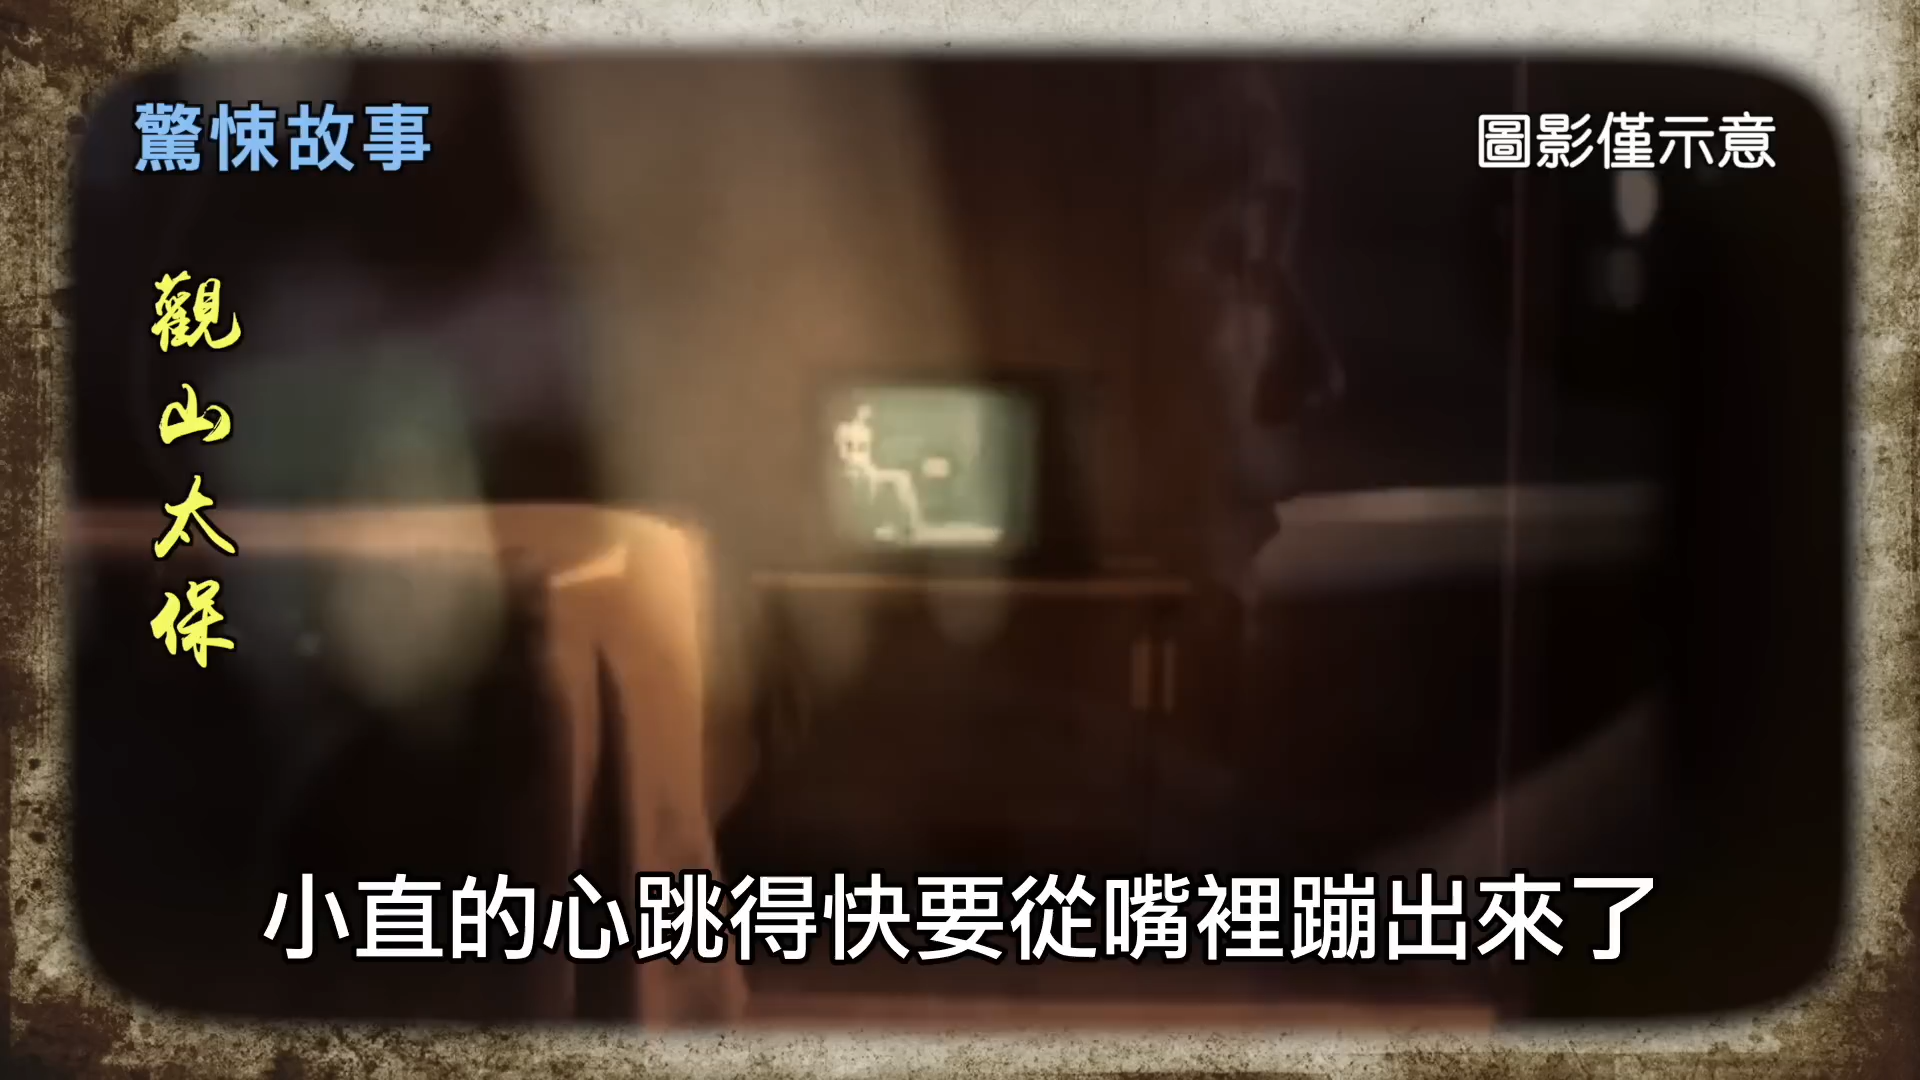 驚悚故事
圖影僅示意
觀山太保
小直的心跳得快要從嘴裡蹦出來了